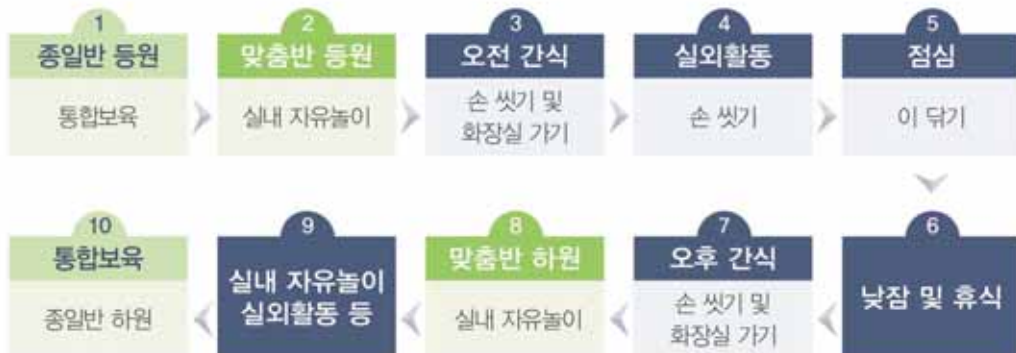 1
종일반 등원
통합보육
2
맞춤반 등원
실내 자유놀이
3
오전 간식
손 씻기 및
화장실 가기
4
실외활동
손 씻기
5
점심
이 닦기
6
낮잠 및 휴식
7
오후 간식
손 씻기 및
화장실 가기
8
맞춤반 하원
실내 자유놀이
9
실내 자유놀이
실외활동 등
10
통합보육
종일반 하원